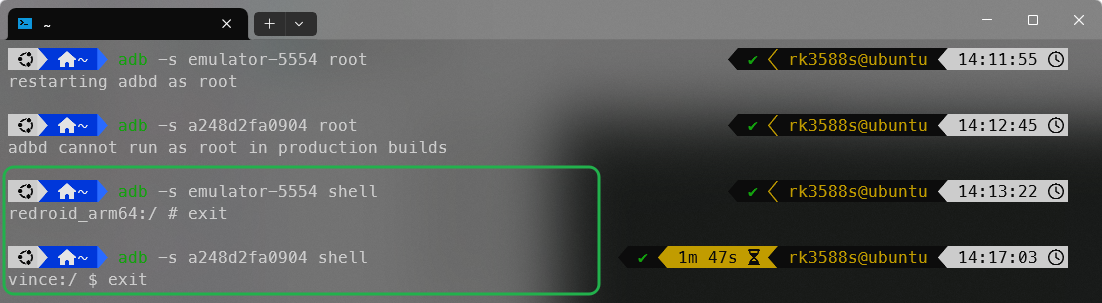 ~
~ adb -s emulator-5554 root ✔ rk3588s@ubuntu 14:11:55
restarting adbd as root
~ adb -s a248d2fa0904 root ✔ rk3588s@ubuntu 14:12:45
adbd cannot run as root in production builds
~ adb -s emulator-5554 shell ✔ rk3588s@ubuntu 14:13:22
redroid_arm64:/ # exit
~ adb -s a248d2fa0904 shell ✔ 1m 47s rk3588s@ubuntu 14:17:03
vince:/ $ exit